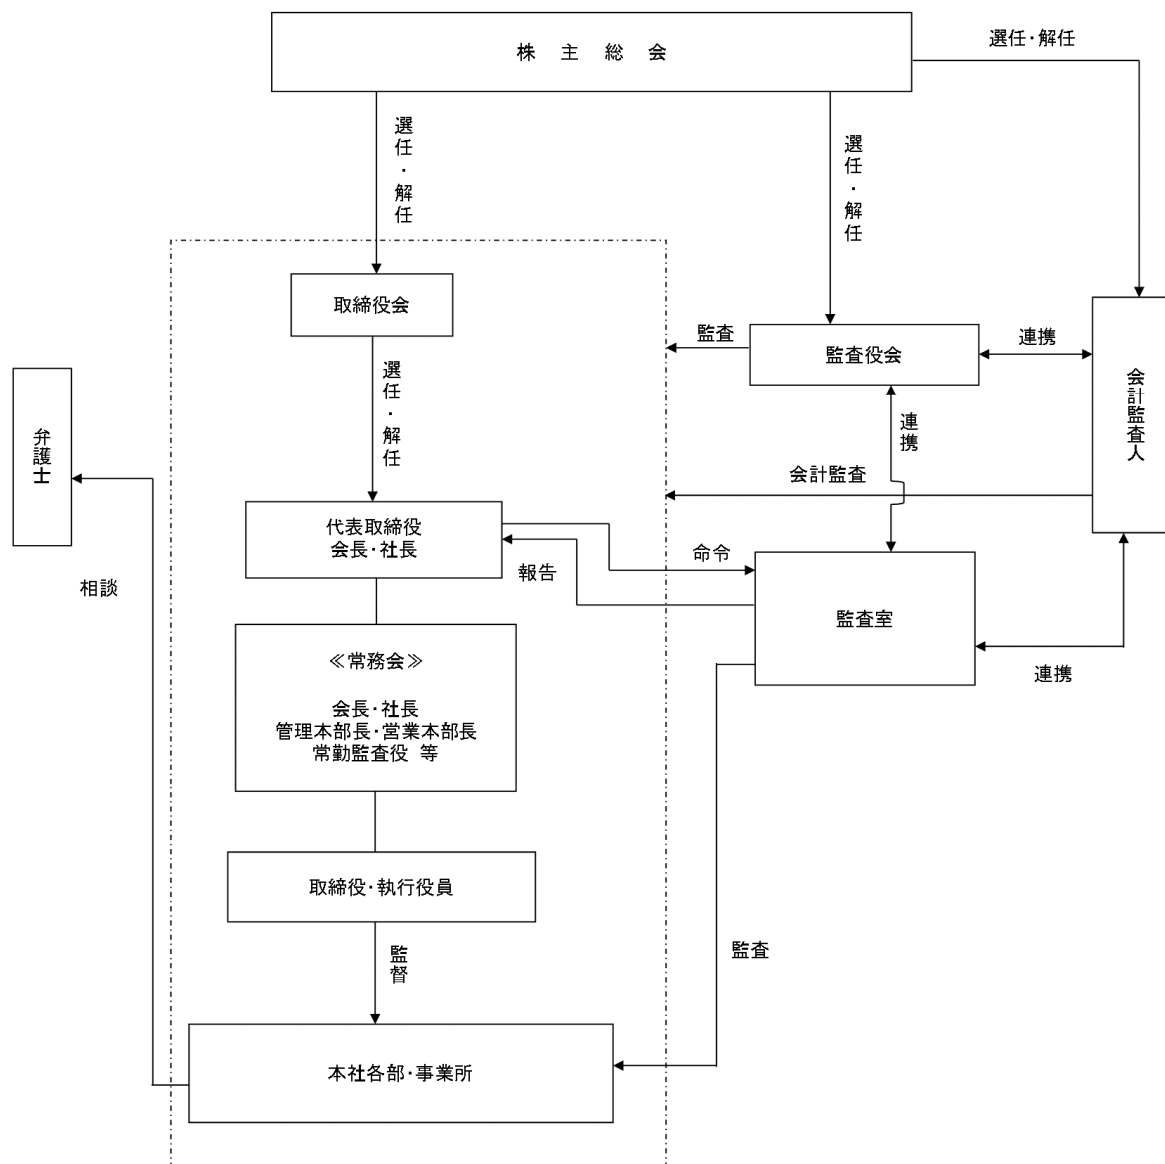 株主総会
選任・解任
選任・解任
選任・解任
取締役会
監査
監査役会
連携
会計監査人
選任・解任
連携
弁護士
会計監査
代表取締役
会長・社長
命令
報告
相談
監査室
≪常務会≫
連携
会長・社長
管理本部長・営業本部長
常勤監査役 等
取締役・執行役員
監督
監査
本社各部・事業所